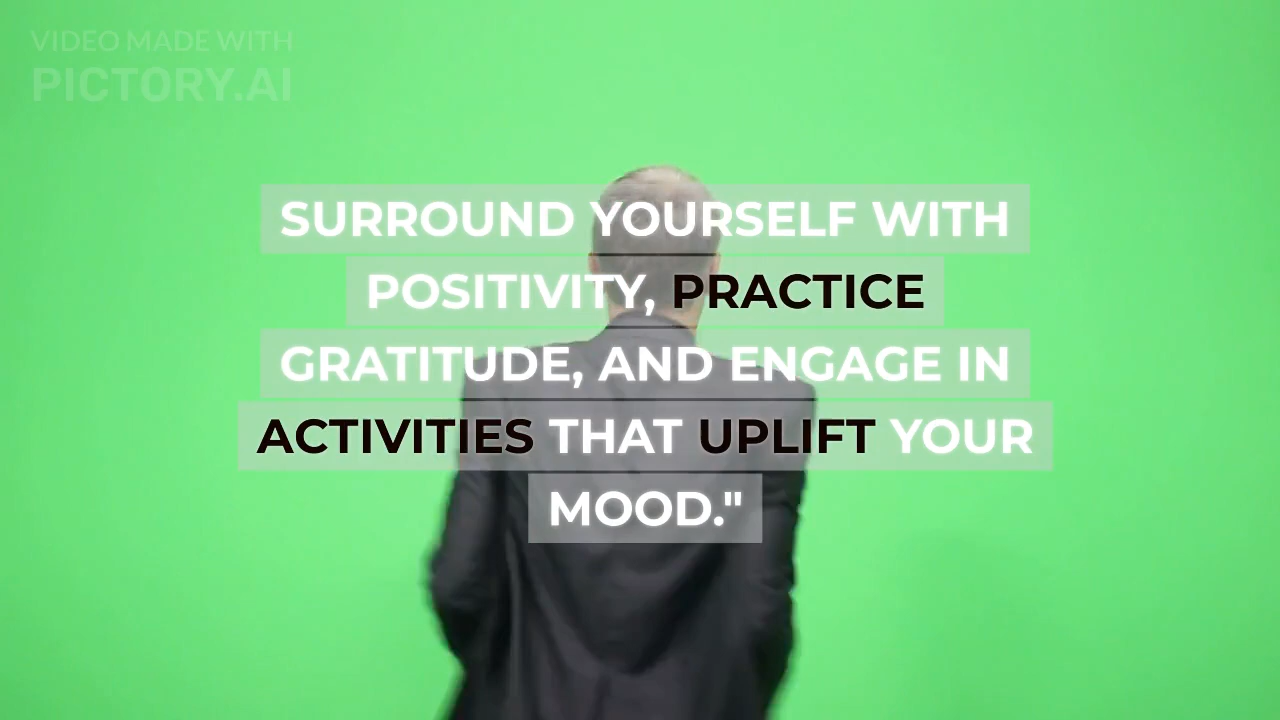 VIDEO MADE WITH
PICTORY.AI
SURROUND YOURSELF WITH
POSITIVITY, PRACTICE
GRATITUDE, AND ENGAGE IN
ACTIVITIES THAT UPLIFT YOUR
MOOD."